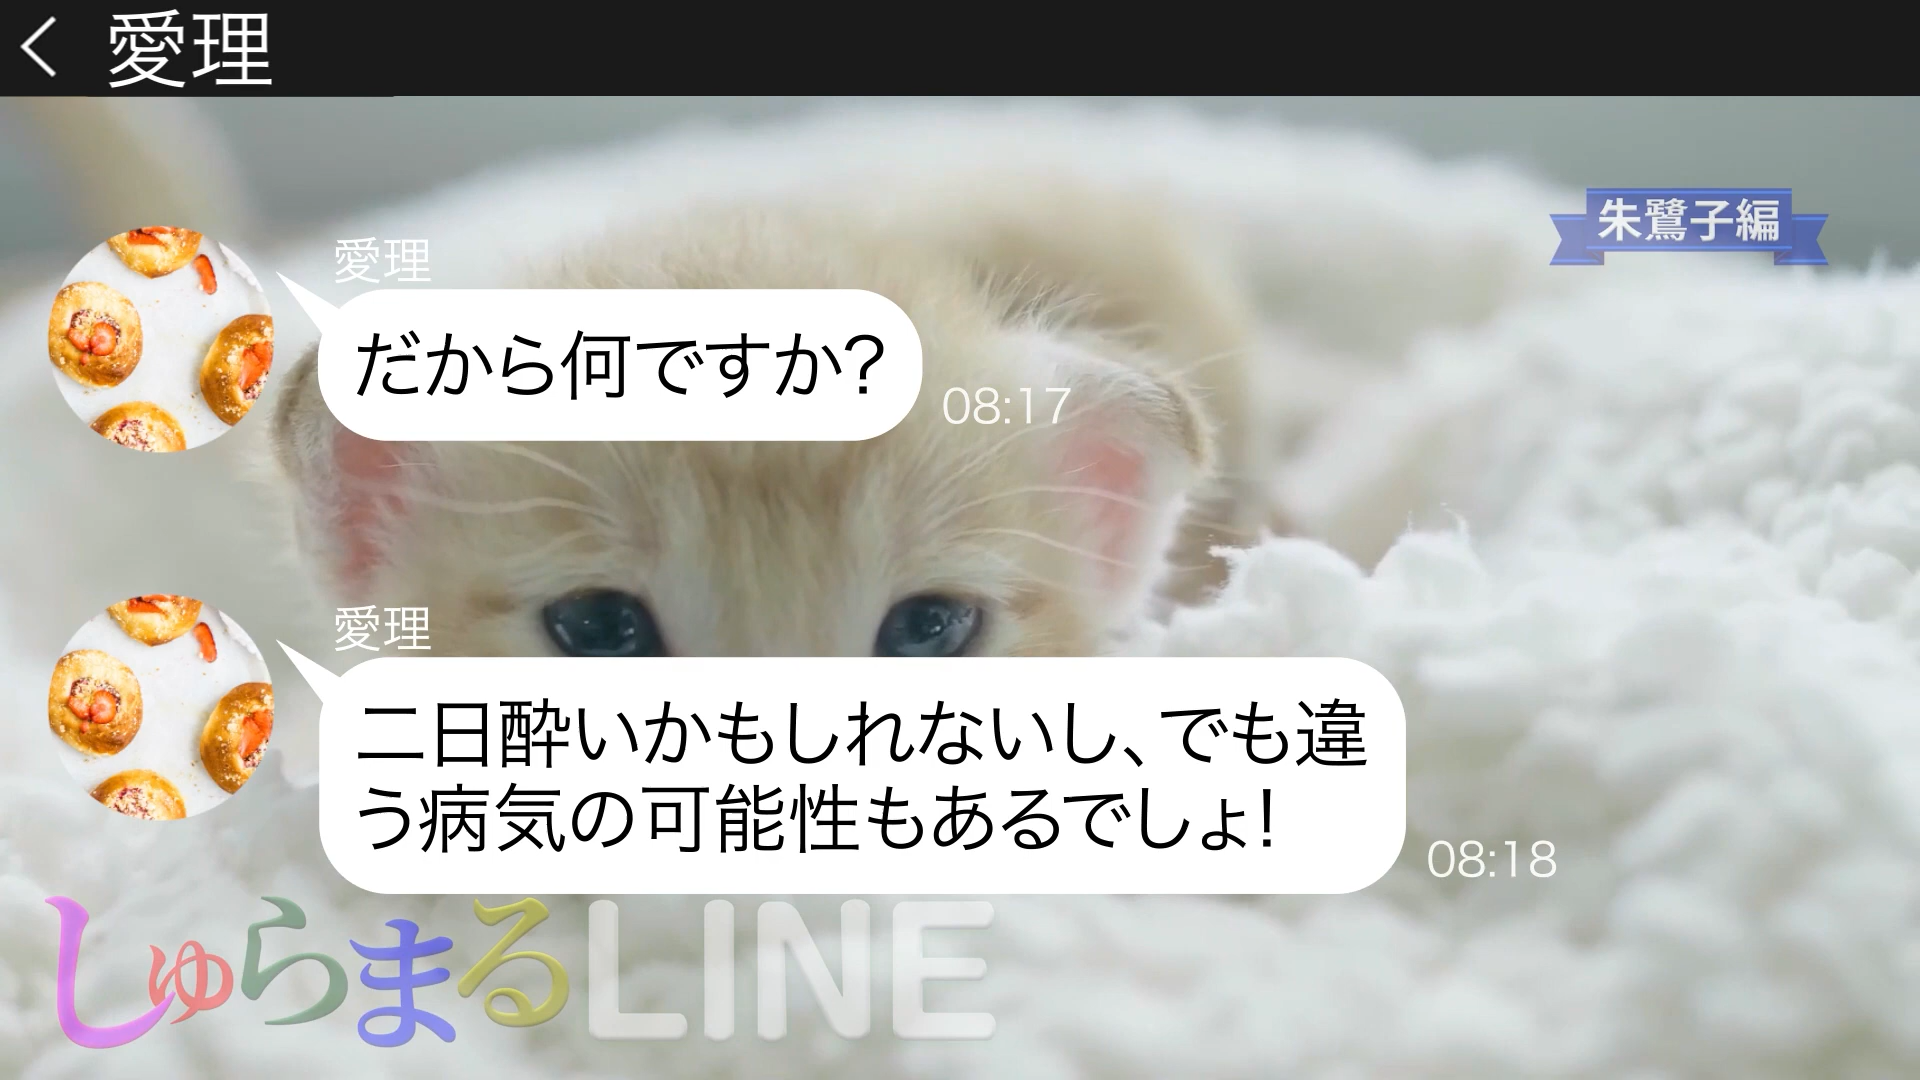 愛理
朱鷺子編
愛理
だから何ですか?
08:17
愛理
二日酔いかもしれないし、でも違
う病気の可能性もあるでしょ!
08:18
しゅらまるLINE